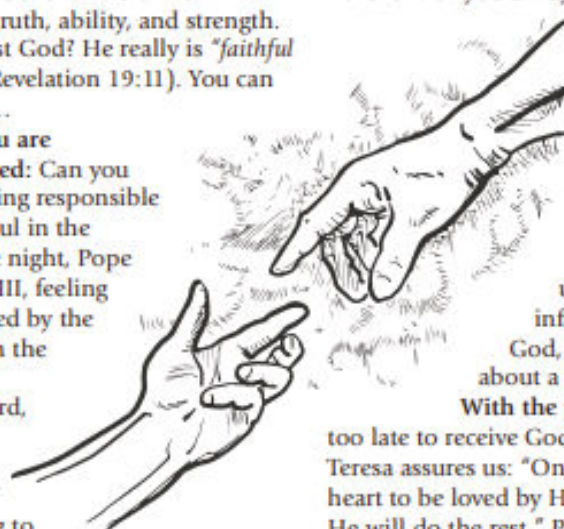 ruth, ability, and strength.
st God? He really is “faithful
Revelation 19:11). You can
..
u are
ed: Can you
ing responsible
ul in the
night, Pope
III, feeling
ed by the
n the
rd,
to
u
inf
God,
about a
With the
too late to receive God
Teresa assures us: “On
heart to be loved by H
He will do the rest.”